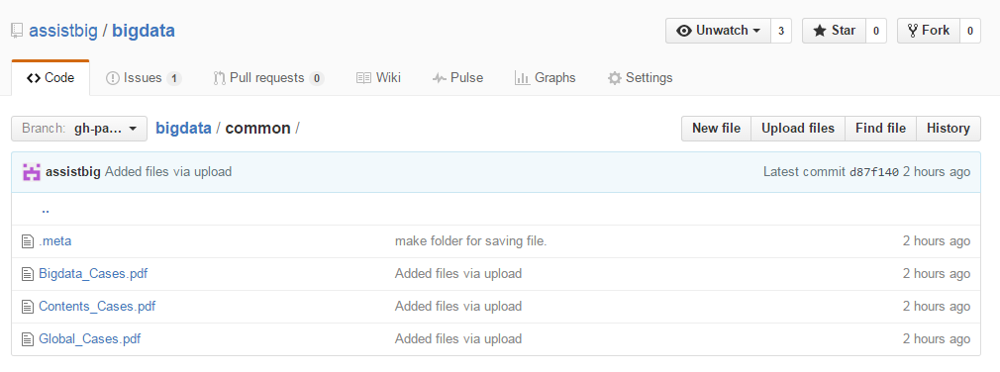 assistbig / bigdata
Unwatch 3 Star 0 Fork 0
Code Issues 1 Pull requests 0 Wiki Pulse Graphs Settings
Branch: gh-pa... bigdata / common /
New file Upload files Find file History
assistbig Added files via upload Latest commit d87f140 2 hours ago
..
.meta make folder for saving file. 2 hours ago
Bigdata_Cases.pdf Added files via upload 2 hours ago
Contents_Cases.pdf Added files via upload 2 hours ago
Global_Cases.pdf Added files via upload 2 hours ago